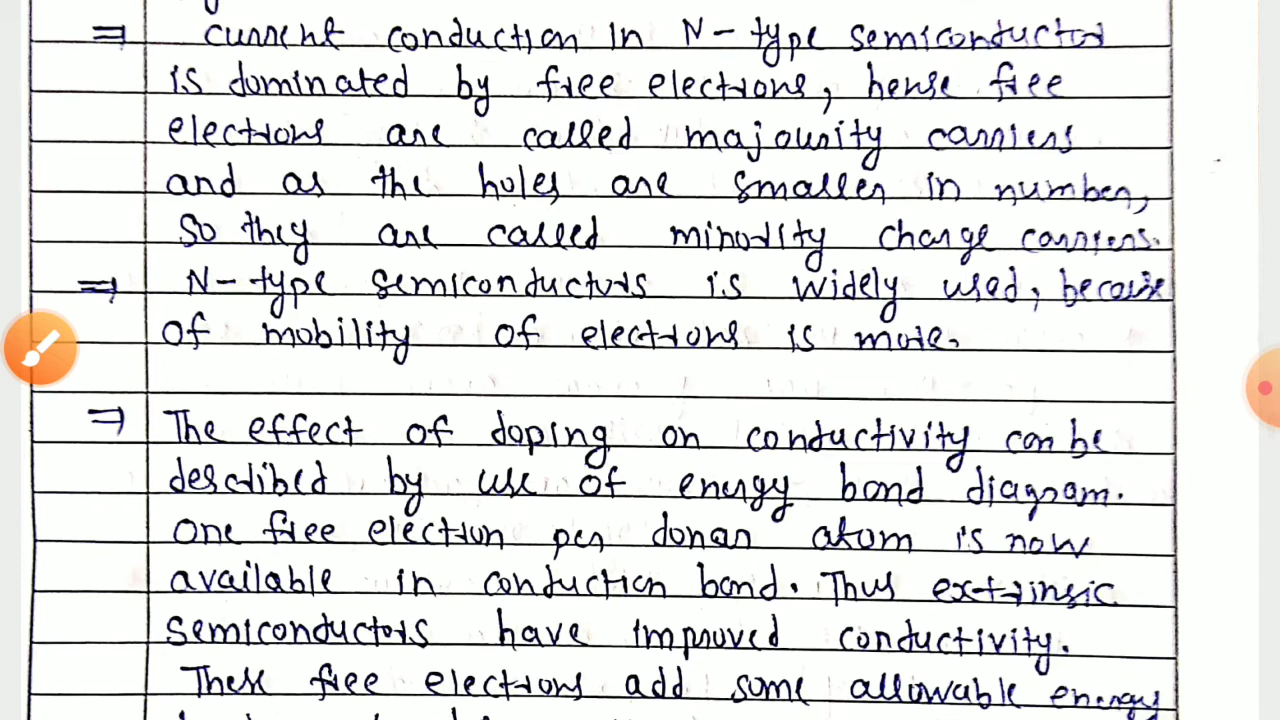 ⇒ current conduction in N-type semiconductor
is dominated by free electrons, hense free
electrons are called majourity carriers
and as the holes are smaller in number,
so they are called minority charge carriers.
⇒ N-type semiconductors is widely used, because
of mobility of electrons is more.
⇒ The effect of doping on conductivity can be
described by use of energy band diagram.
One free electron per donar atom is now
available in conduction band. Thus extrinsic
semiconductors have improved conductivity.
These free electrons add some allowable energy